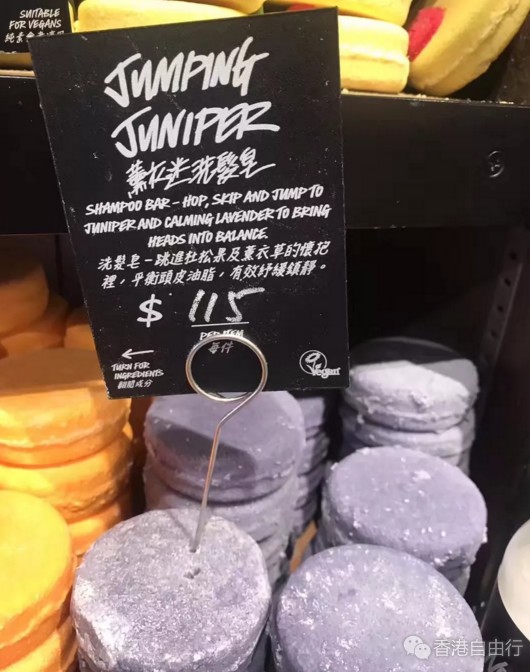 SUITABLE
FOR VEGANS
JUMPING
JUNIPER
薰衣迷洗髮皂
SHAMPOO BAR - HOP, SKIP AND JUMP TO
JUNIPER AND CALMING LAVENDER TO BRING
HEADS INTO BALANCE.
洗髮皂-跳進杜松果及薰衣草的懷抱
裡，平衡頭皮油脂，有效紓緩鎮靜。
$ 115
PER ITEM
每件
←
TURN FOR
INGREDIENTS
翻閱成分
Vegan
香港自由行